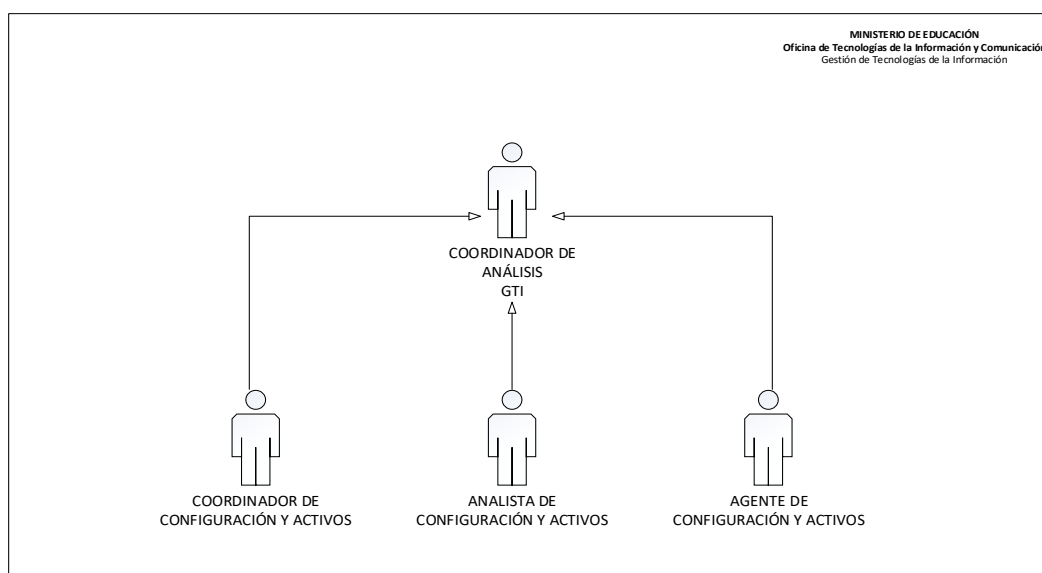 MINISTERIO DE EDUCACIÓN
Oficina de Tecnologías de la Información y Comunicación
Gestión de Tecnologías de la Información
COORDINADOR DE
ANÁLISIS
GTI
COORDINADOR DE
CONFIGURACIÓN Y ACTIVOS
ANALISTA DE
CONFIGURACIÓN Y ACTIVOS
AGENTE DE
CONFIGURACIÓN Y ACTIVOS